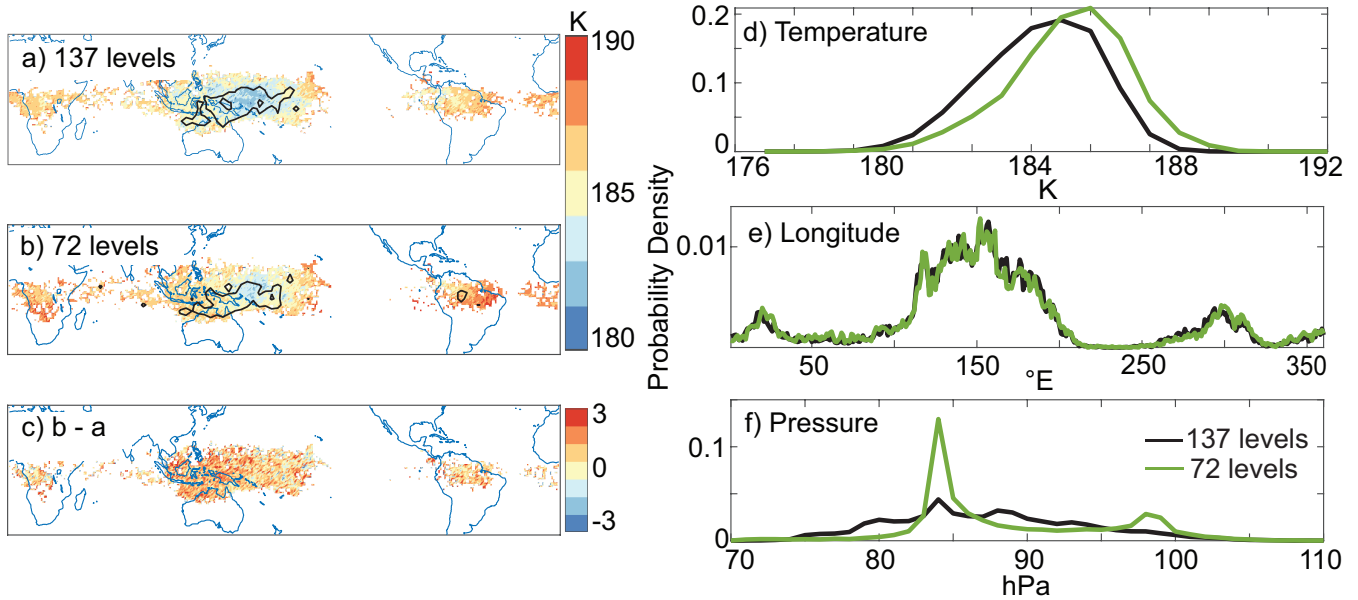 K
190
a) 137 levels
185
b) 72 levels
180
c) b - a
3
0
-3
Probability Density
0.2
d) Temperature
0.1
0
176 180 184 188 192
K
e) Longitude
0.01
50 150 250 350
°E
f) Pressure
0.1
137 levels
72 levels
0
70 80 90 100 110
hPa